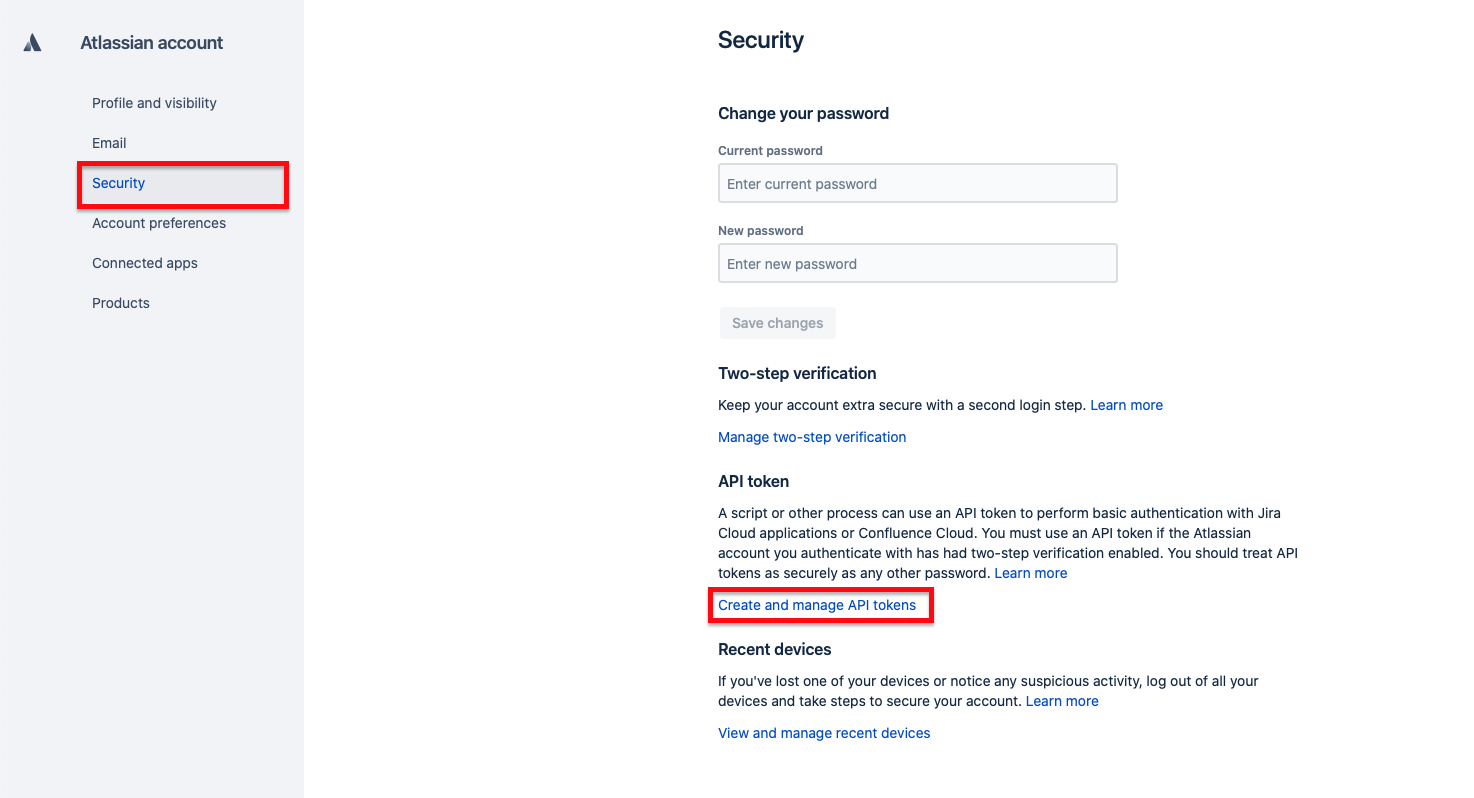 Atlassian account
Profile and visibility
Email
Security
Account preferences
Connected apps
Products
Security
Change your password
Current password
Enter current password
New password
Enter new password
Save changes
Two-step verification
Keep your account extra secure with a second login step. Learn more
Manage two-step verification
API token
A script or other process can use an API token to perform basic authentication with Jira
Cloud applications or Confluence Cloud. You must use an API token if the Atlassian
account you authenticate with has had two-step verification enabled. You should treat API
tokens as securely as any other password. Learn more
Create and manage API tokens
Recent devices
If you've lost one of your devices or notice any suspicious activity, log out of all your
devices and take steps to secure your account. Learn more
View and manage recent devices